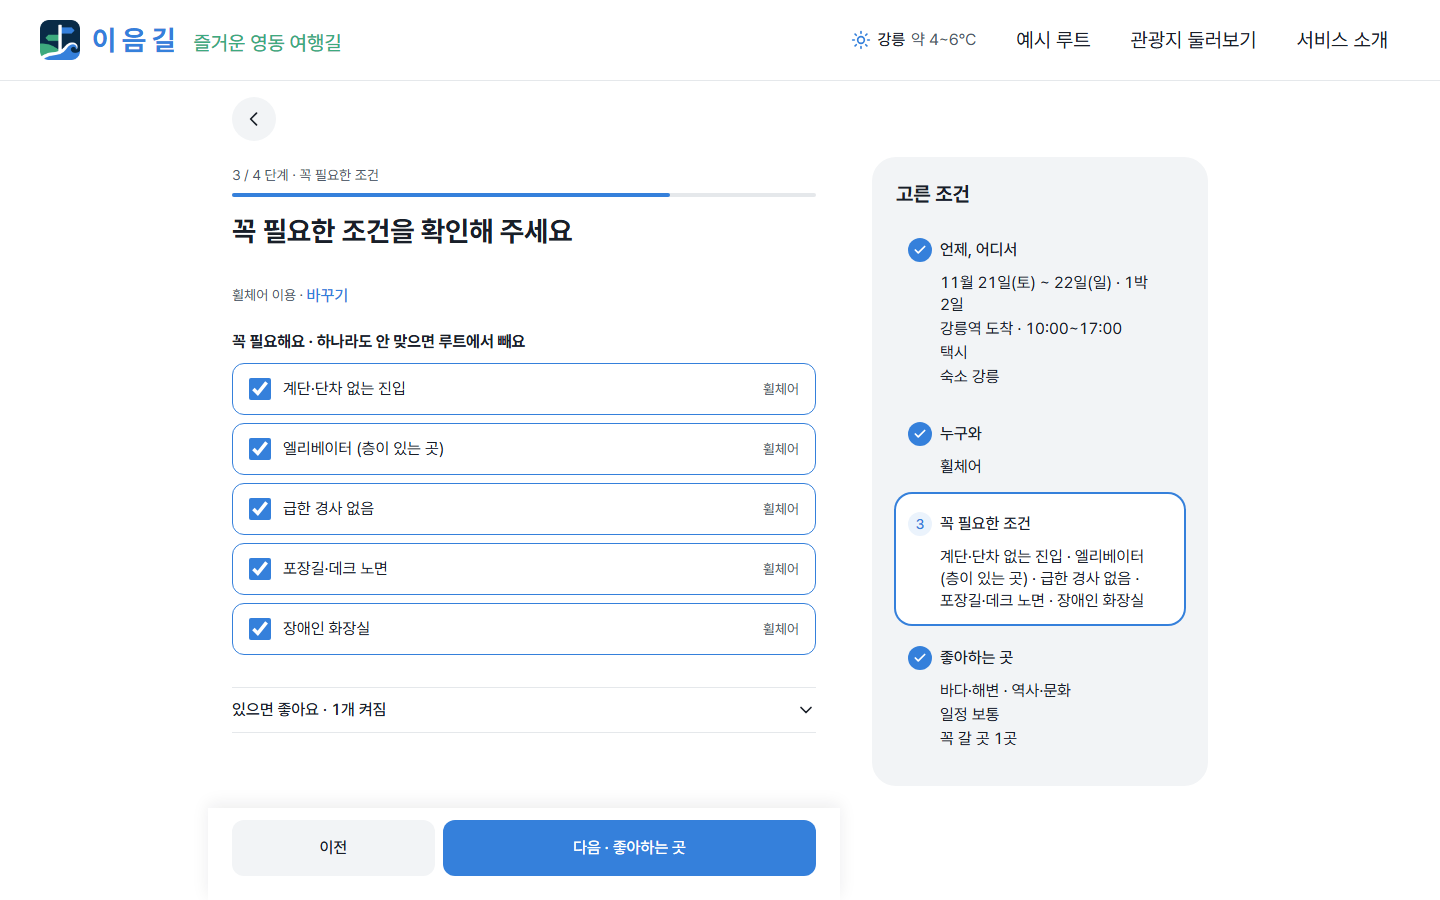 이음길 즐거운 영동 여행길
강릉 약 4~6°C
예시 루트
관광지 둘러보기
서비스 소개
3 / 4 단계 · 꼭 필요한 조건
꼭 필요한 조건을 확인해 주세요
휠체어 이용 · 바꾸기
꼭 필요해요 · 하나라도 안 맞으면 루트에서 빼요
계단·단차 없는 진입 휠체어
엘리베이터 (층이 있는 곳) 휠체어
급한 경사 없음 휠체어
포장길·데크 노면 휠체어
장애인 화장실 휠체어
있으면 좋아요 · 1개 켜짐
이전
다음 · 좋아하는 곳
고른 조건
언제, 어디서
11월 21일(토) ~ 22일(일) · 1박
2일
강릉역 도착 · 10:00~17:00
택시
숙소 강릉
누구와
휠체어
3 꼭 필요한 조건
계단·단차 없는 진입 · 엘리베이터
(층이 있는 곳) · 급한 경사 없음 ·
포장길·데크 노면 · 장애인 화장실
좋아하는 곳
바다·해변 · 역사·문화
일정 보통
꼭 갈 곳 1곳